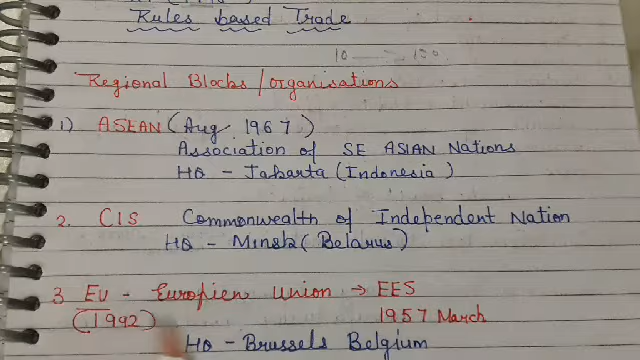 Rules based Trade
10 100
Regional Blocks/organisations
1) ASEAN (Aug 1967)
Association of SE ASIAN Nations
HQ - Jakarta (Indonesia)
2. CIS Commonwealth of Independent Nation
HQ - Minsk (Belarus)
3 EU - Europien Union → EES
(1992) 1957 March
HQ - Brussels Belgium